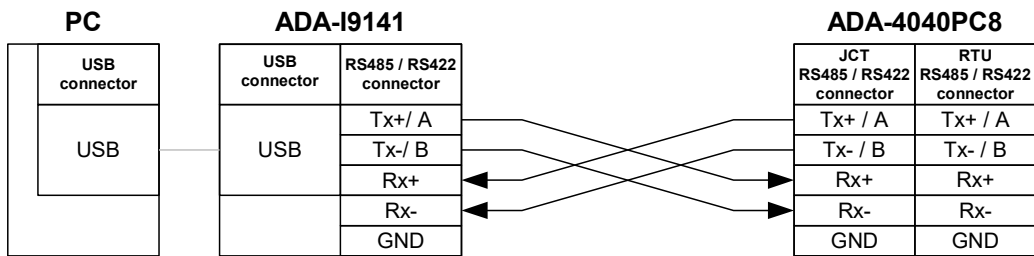 PC
ADA-I9141
ADA-4040PC8
USB
connector
USB
connector
RS485 / RS422
connector
JCT
RS485 / RS422
connector
RTU
RS485 / RS422
connector
USB
USB
Tx+/ A
Tx-/ B
Rx+
Rx-
GND
Tx+ / A
Tx- / B
Rx+
Rx-
GND
Tx+ / A
Tx- / B
Rx+
Rx-
GND